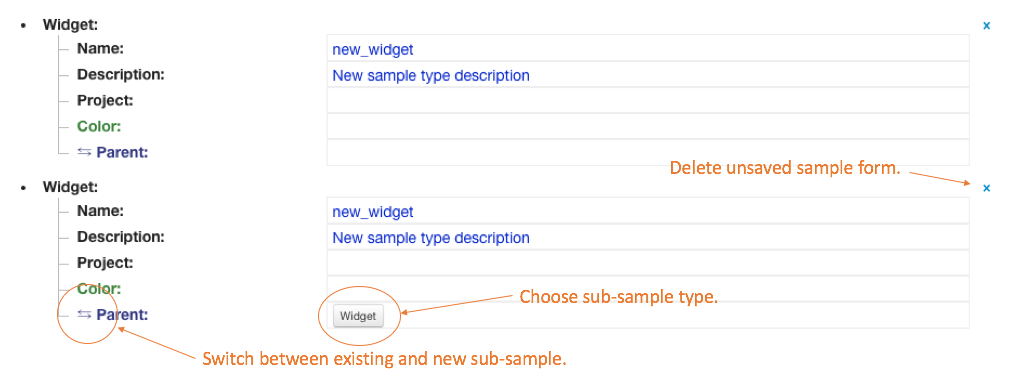 • Widget: ×
Name: new_widget
Description: New sample type description
Project:
Color:
⇆ Parent:
Delete unsaved sample form.
• Widget: ×
Name: new_widget
Description: New sample type description
Project:
Color:
Choose sub-sample type.
⇆ Parent: Widget
Switch between existing and new sub-sample.